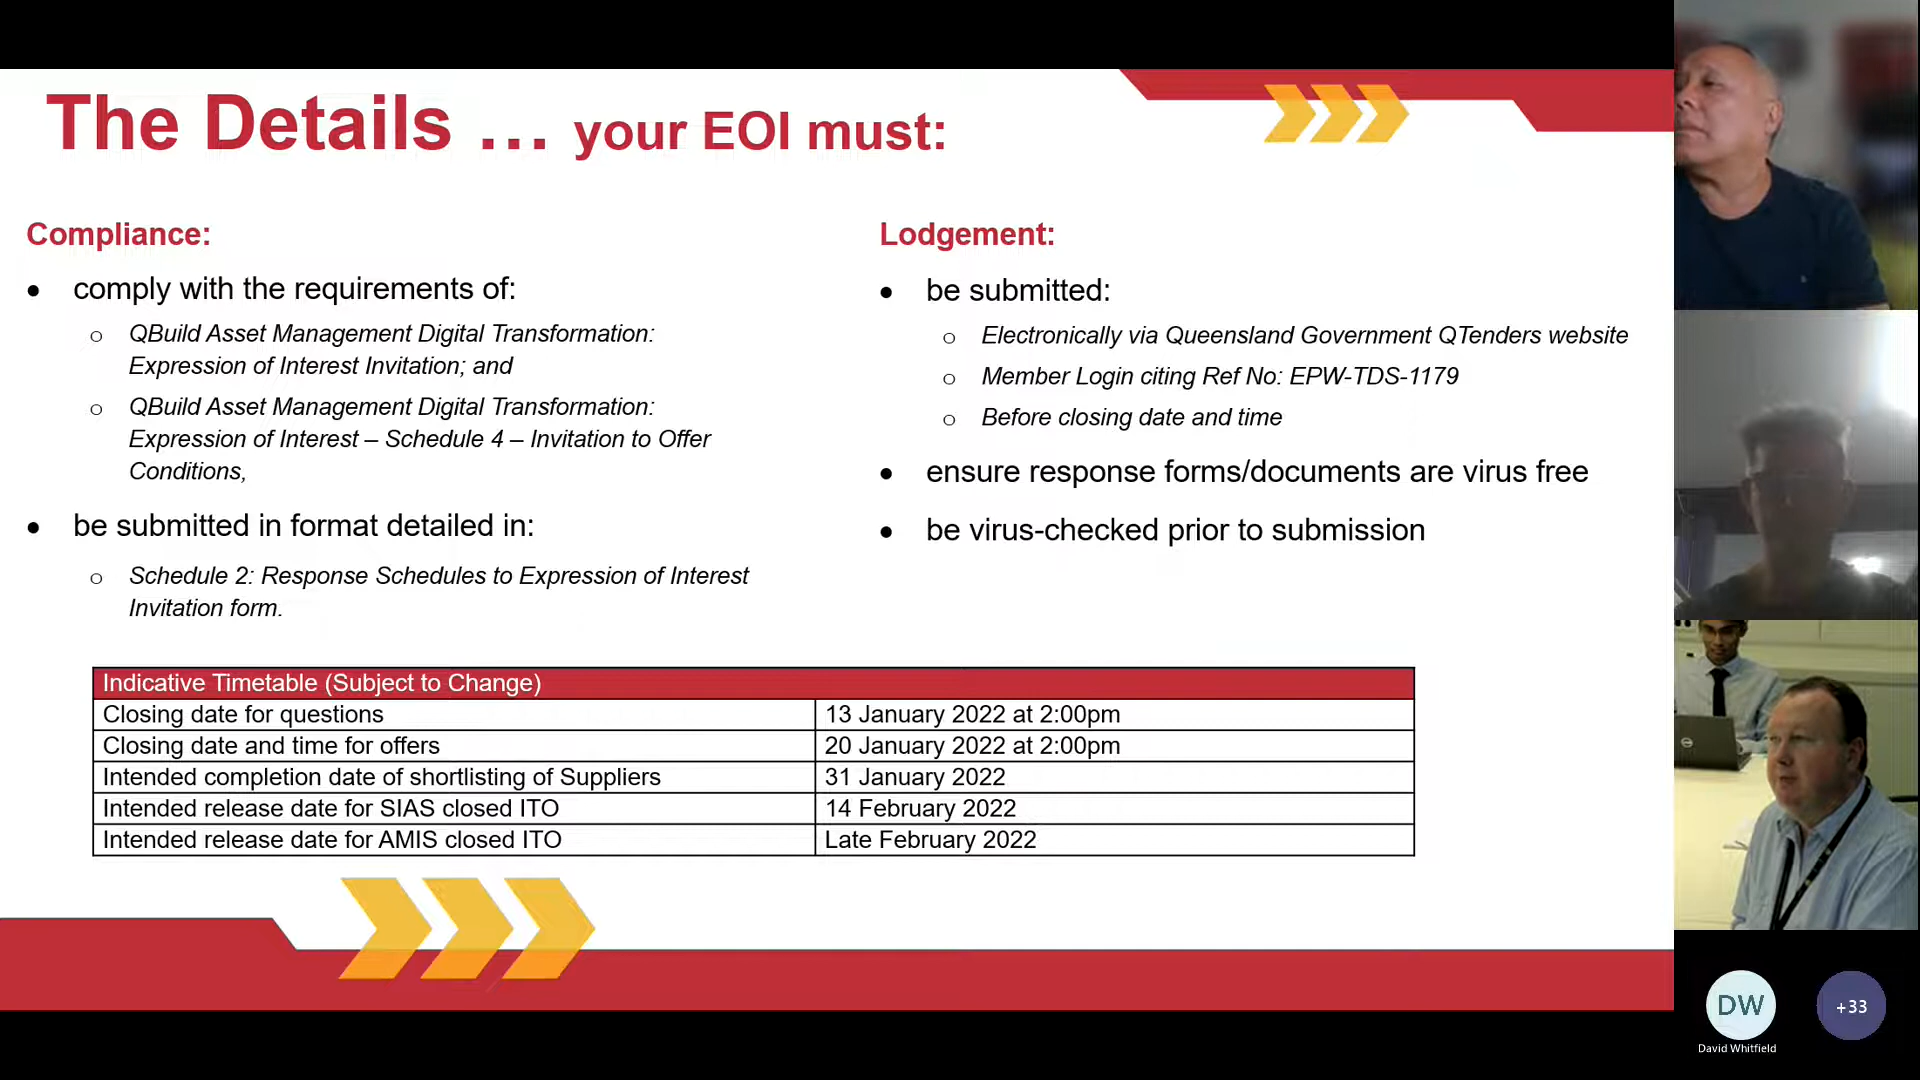 The Details ... your EOI must:
Compliance:
• comply with the requirements of:
o QBuild Asset Management Digital Transformation:
Expression of Interest Invitation; and
o QBuild Asset Management Digital Transformation:
Expression of Interest – Schedule 4 – Invitation to Offer
Conditions,
• be submitted in format detailed in:
o Schedule 2: Response Schedules to Expression of Interest
Invitation form.
Lodgement:
• be submitted:
o Electronically via Queensland Government QTenders website
o Member Login citing Ref No: EPW-TDS-1179
o Before closing date and time
• ensure response forms/documents are virus free
• be virus-checked prior to submission
Indicative Timetable (Subject to Change)
Closing date for questions 13 January 2022 at 2:00pm
Closing date and time for offers 20 January 2022 at 2:00pm
Intended completion date of shortlisting of Suppliers 31 January 2022
Intended release date for SIAS closed ITO 14 February 2022
Intended release date for AMIS closed ITO Late February 2022
DW
+33
David Whitfield